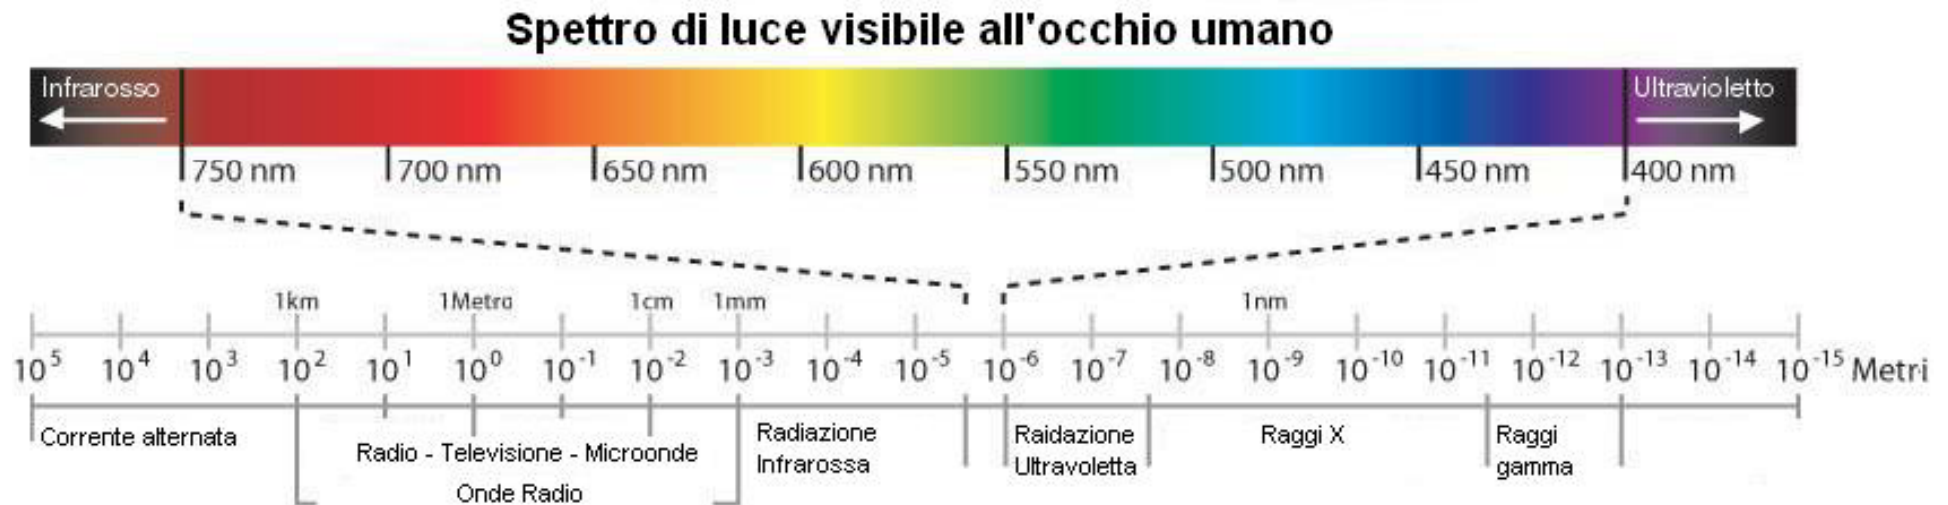 Spettro di luce visibile all'occhio umano
Infrarosso
Ultravioletto
750 nm 700 nm 650 nm 600 nm 550 nm 500 nm 450 nm 400 nm
1km 1Metro 1cm 1mm 1nm
10⁵ 10⁴ 10³ 10² 10¹ 10⁰ 10⁻¹ 10⁻² 10⁻³ 10⁻⁴ 10⁻⁵ 10⁻⁶ 10⁻⁷ 10⁻⁸ 10⁻⁹ 10⁻¹⁰ 10⁻¹¹ 10⁻¹² 10⁻¹³ 10⁻¹⁴ 10⁻¹⁵ Metri
Corrente alternata
Radio - Televisione - Microonde
Onde Radio
Radiazione
Infrarossa
Raidazione
Ultravoletta
Raggi X
Raggi
gamma